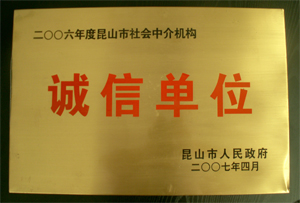 二〇〇六年度昆山市社会中介机构
诚信单位
昆山市人民政府
二〇〇七年四月